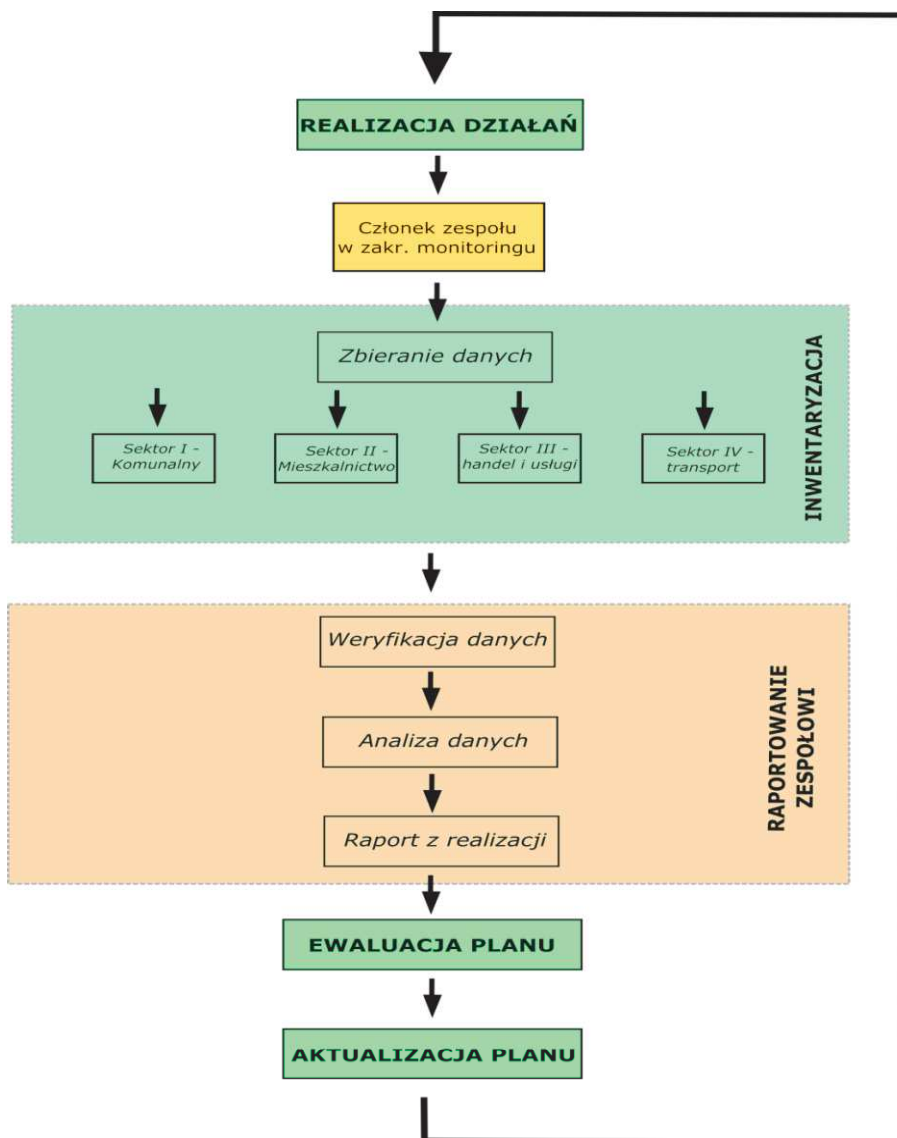 REALIZACJA DZIAŁAŃ
Członek zespołu
w zakr. monitoringu
Zbieranie danych
Sektor I -
Komunalny
Sektor II -
Mieszkalnictwo
Sektor III -
handel i usługi
Sektor IV -
transport
INWENTARYZACJA
Weryfikacja danych
Analiza danych
Raport z realizacji
RAPORTOWANIE
ZESPOŁOWI
EWALUACJA PLANU
AKTUALIZACJA PLANU